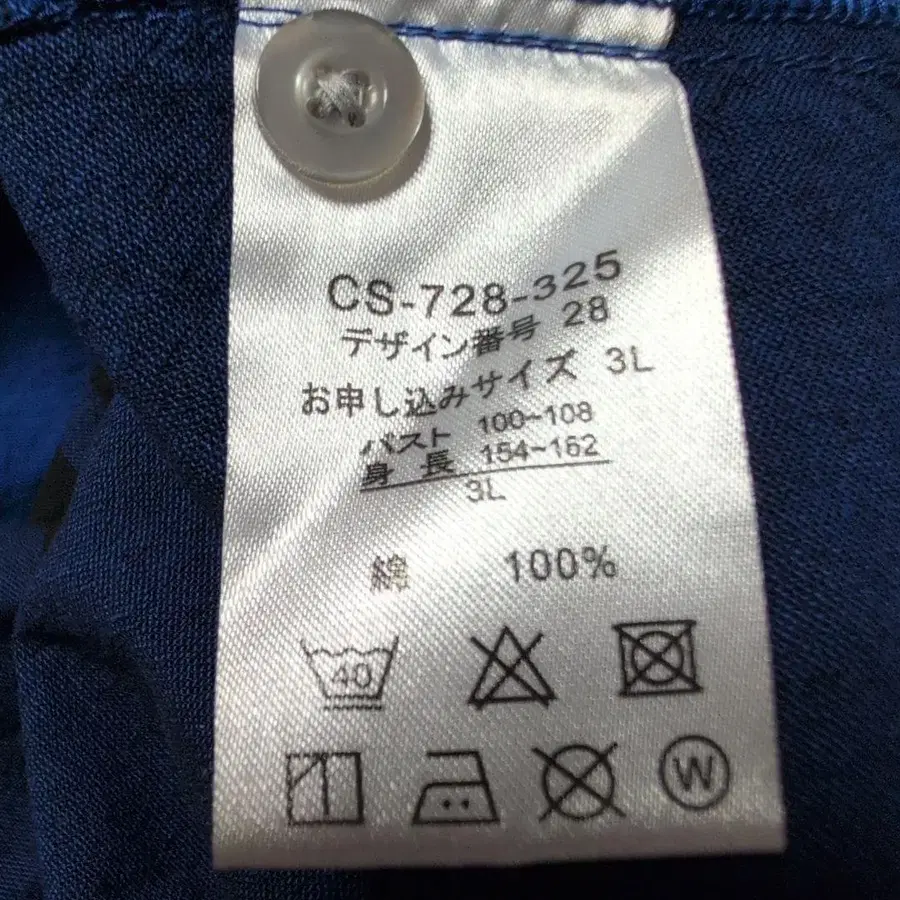 CS-728-325
デザイン番号 28
お申し込みサイズ 3L
バスト 100~108
身 長 154~162
3L
綿 100%
40
W